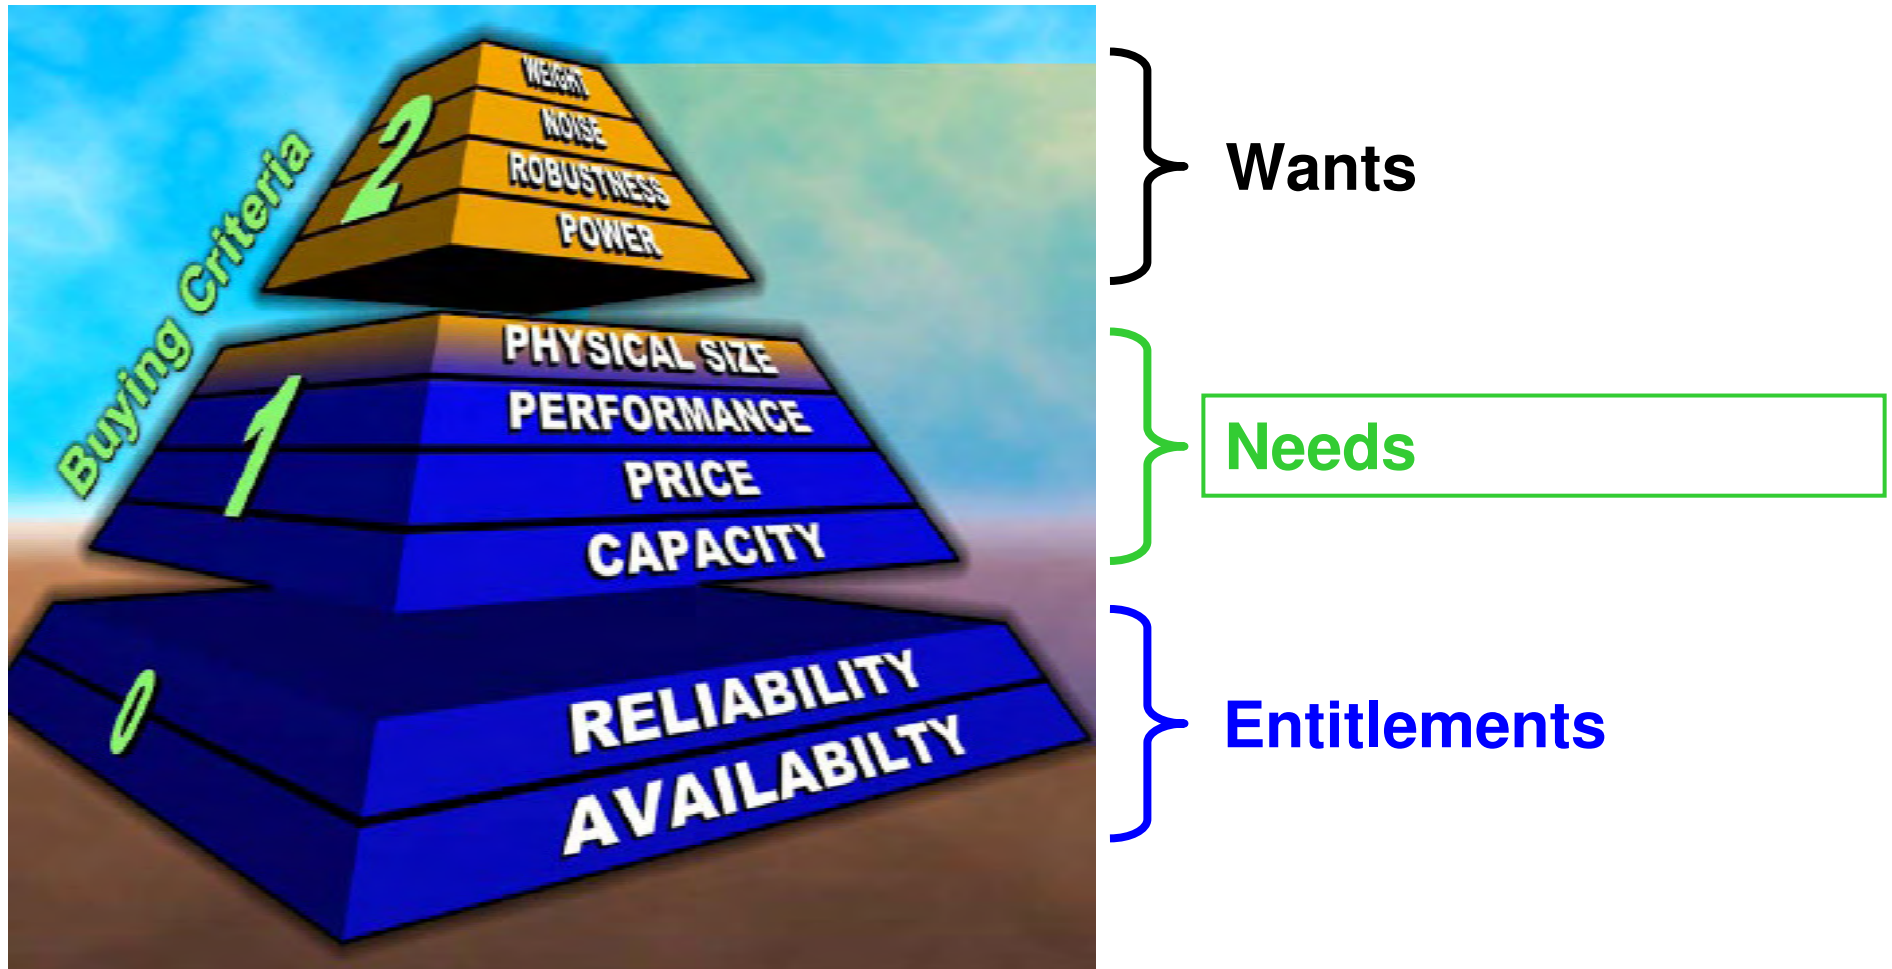 Buying Criteria
2
WEIGHT
NOISE
ROBUSTNESS
POWER
Wants
1
PHYSICAL SIZE
PERFORMANCE
PRICE
CAPACITY
Needs
0
RELIABILITY
AVAILABILTY
Entitlements